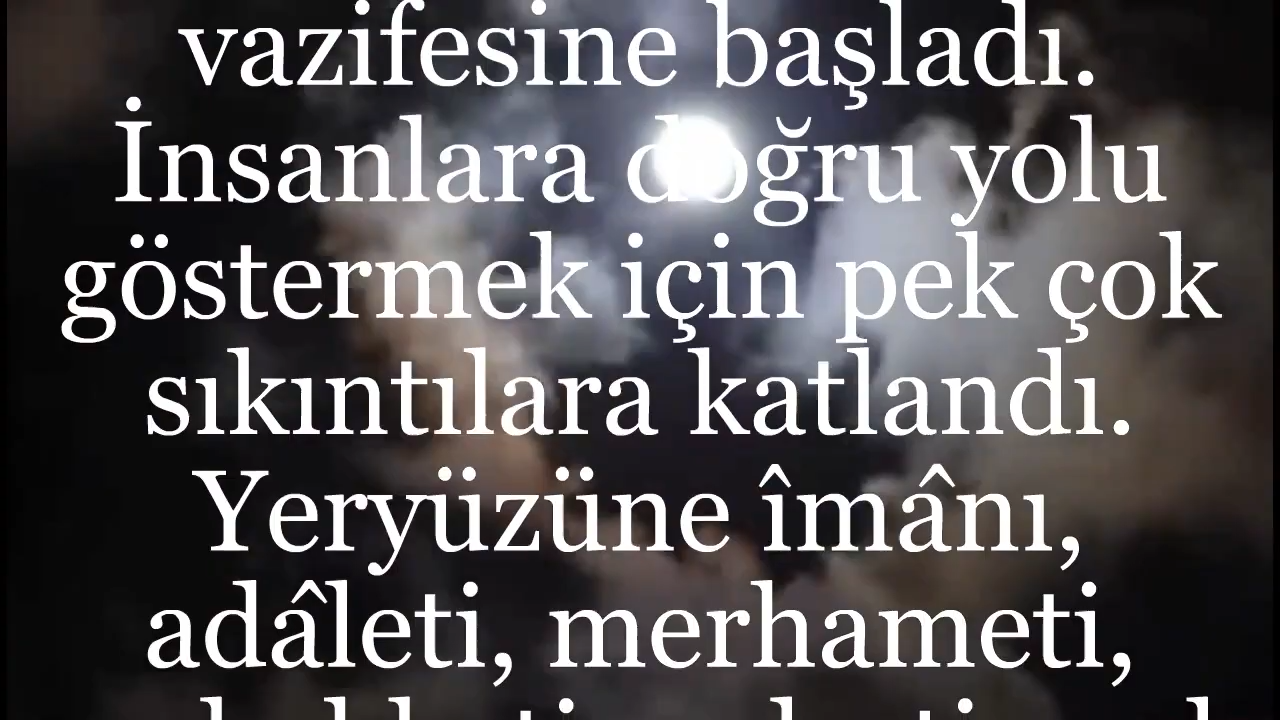 vazifesine başladı.
İnsanlara doğru yolu
göstermek için pek çok
sıkıntılara katlandı.
Yeryüzüne îmânı,
adâleti, merhameti,